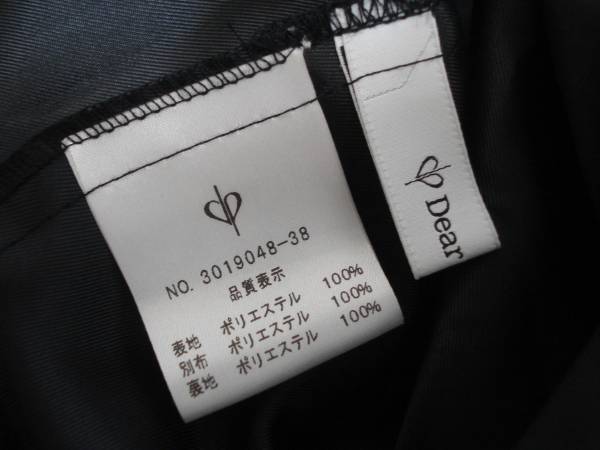 NO. 3019048-38
品質表示
表地 ポリエステル 100%
別布 ポリエステル 100%
裏地 ポリエステル 100%
Dear